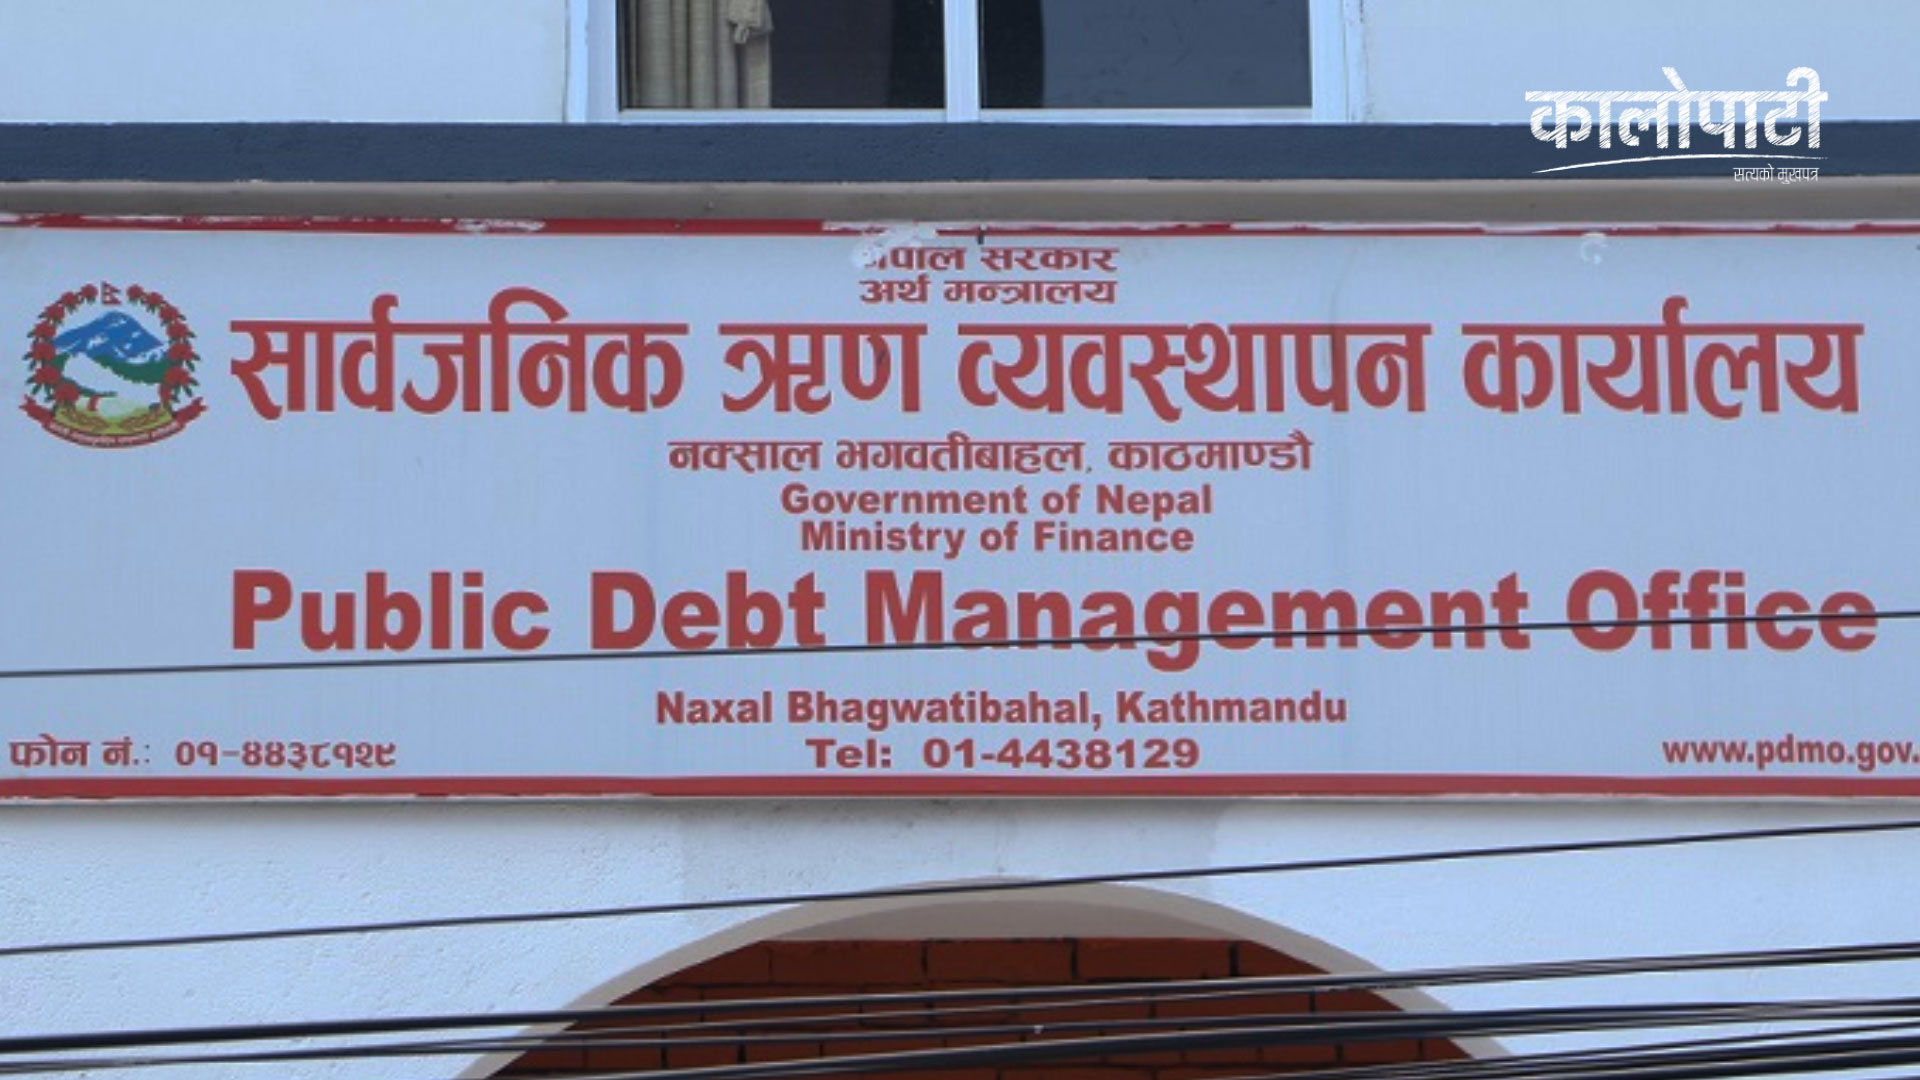 कालोपाटी
सत्यको मुखपत्र
नेपाल सरकार
अर्थ मन्त्रालय
सार्वजनिक ऋण व्यवस्थापन कार्यालय
नक्साल भगवतीबाहल, काठमाण्डौ
Government of Nepal
Ministry of Finance
Public Debt Management Office
Naxal Bhagwatibahal, Kathmandu
फोन नं.: ०१-४४३८१२९ Tel: 01-4438129 www.pdmo.gov.